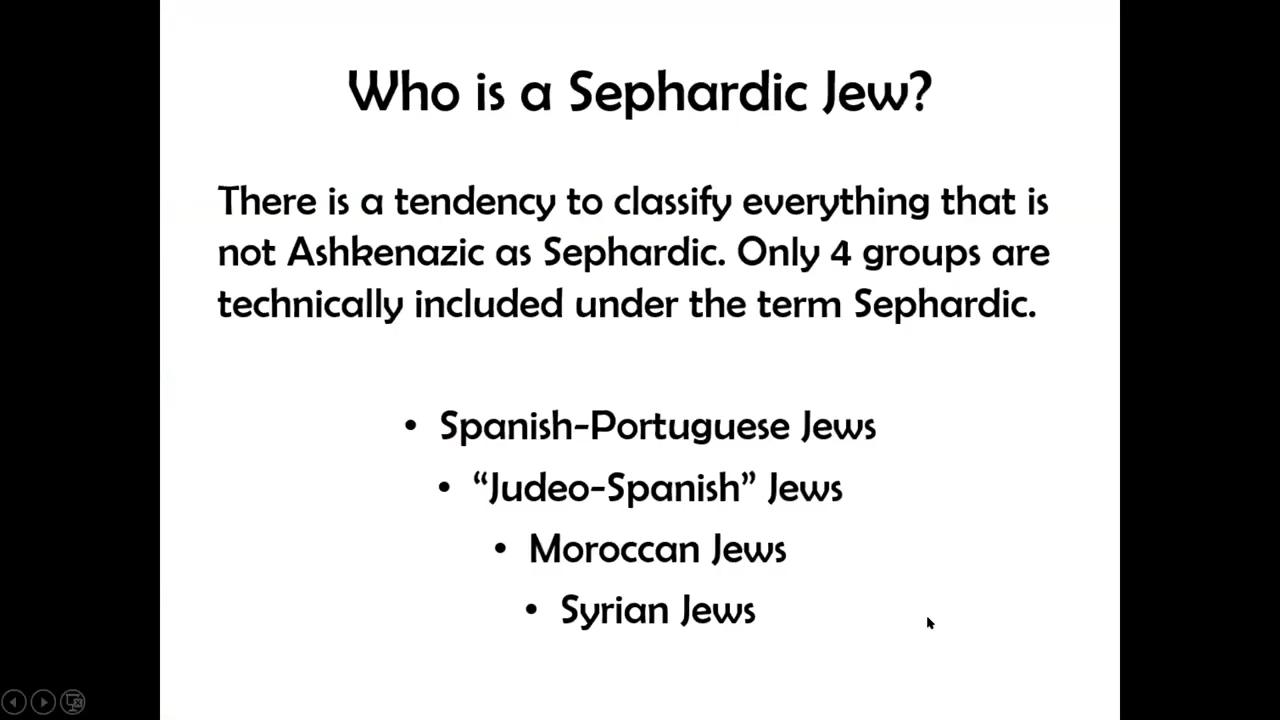 Who is a Sephardic Jew?
There is a tendency to classify everything that is
not Ashkenazic as Sephardic. Only 4 groups are
technically included under the term Sephardic.
• Spanish-Portuguese Jews
• “Judeo-Spanish” Jews
• Moroccan Jews
• Syrian Jews